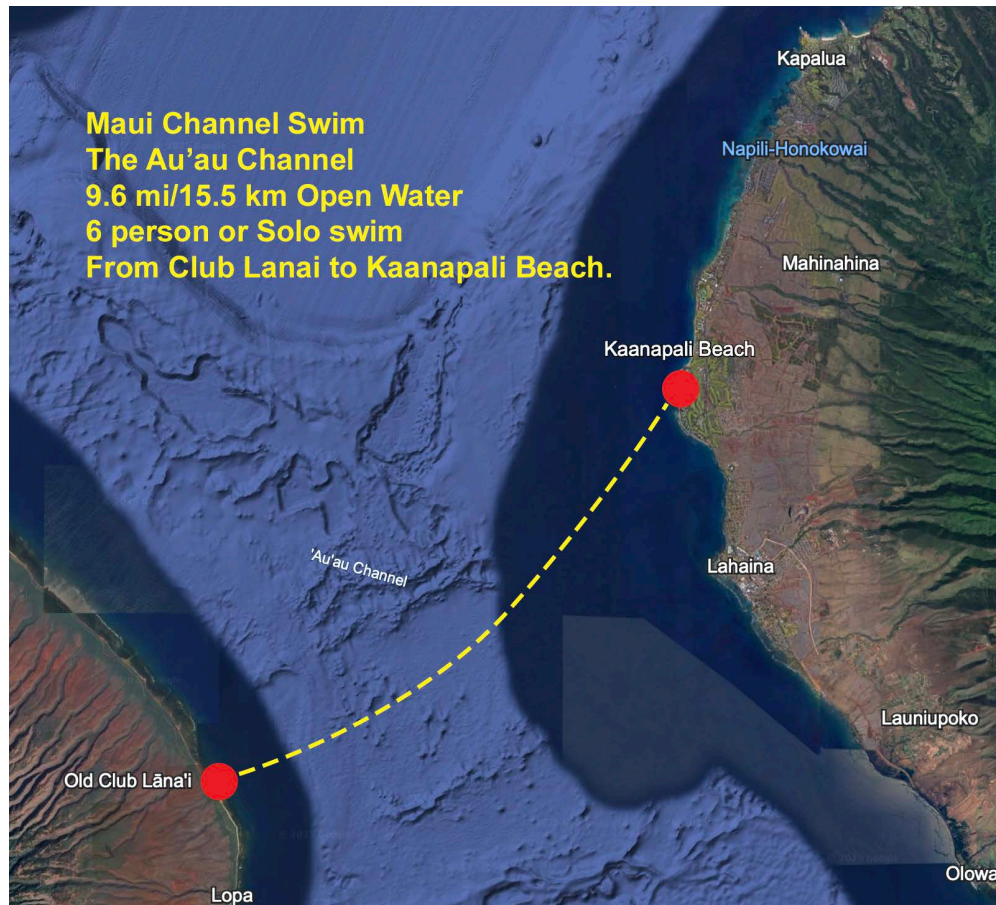 Maui Channel Swim
The Au’au Channel
9.6 mi/15.5 km Open Water
6 person or Solo swim
From Club Lanai to Kaanapali Beach.
Kapalua
Napili-Honokowai
Mahinahina
Kaanapali Beach
'Au'au Channel
Lahaina
Launiupoko
Old Club Lāna'i
Olowa
Lopa